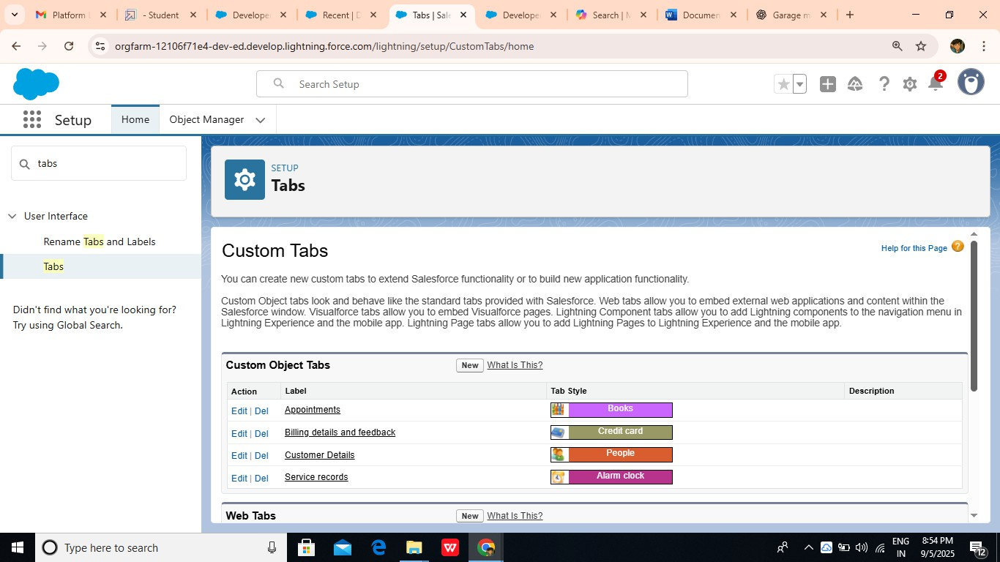 Platform L
- Student
Develope
Recent | D
Tabs | Sal
Develope
Search | M
Documen
Garage m
orgfarm-12106f71e4-dev-ed.develop.lightning.force.com/lightning/setup/CustomTabs/home
Search Setup
2
Setup
Home
Object Manager
tabs
User Interface
Rename Tabs and Labels
Tabs
Didn't find what you're looking for?
Try using Global Search.
SETUP
Tabs
Custom Tabs
Help for this Page
You can create new custom tabs to extend Salesforce functionality or to build new application functionality.
Custom Object tabs look and behave like the standard tabs provided with Salesforce. Web tabs allow you to embed external web applications and content within the
Salesforce window. Visualforce tabs allow you to embed Visualforce pages. Lightning Component tabs allow you to add Lightning components to the navigation menu in
Lightning Experience and the mobile app. Lightning Page tabs allow you to add Lightning Pages to Lightning Experience and the mobile app.
Custom Object Tabs New What Is This?
Action Label Tab Style Description
Edit | Del Appointments Books
Edit | Del Billing details and feedback Credit card
Edit | Del Customer Details People
Edit | Del Service records Alarm clock
Web Tabs New What Is This?
Type here to search
ENG
IN
8:54 PM
9/5/2025
12